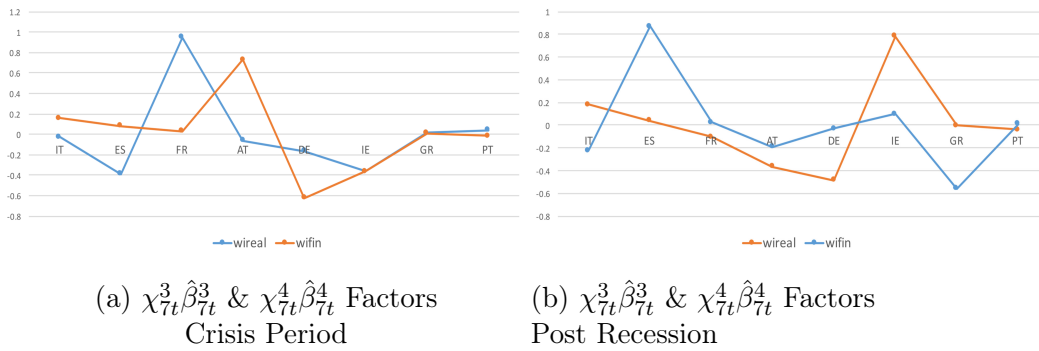 1.2
1
0.8
0.6
0.4
0.2
0
-0.2
-0.4
-0.6
-0.8
IT ES FR AT DE IE GR PT
wireal wifin
1
0.8
0.6
0.4
0.2
0
-0.2
-0.4
-0.6
-0.8
IT ES FR AT DE IE GR PT
wireal wifin
(a) χ³₇ₜβ̂³₇ₜ & χ⁴₇ₜβ̂⁴₇ₜ Factors
Crisis Period
(b) χ³₇ₜβ̂³₇ₜ & χ⁴₇ₜβ̂⁴₇ₜ Factors
Post Recession